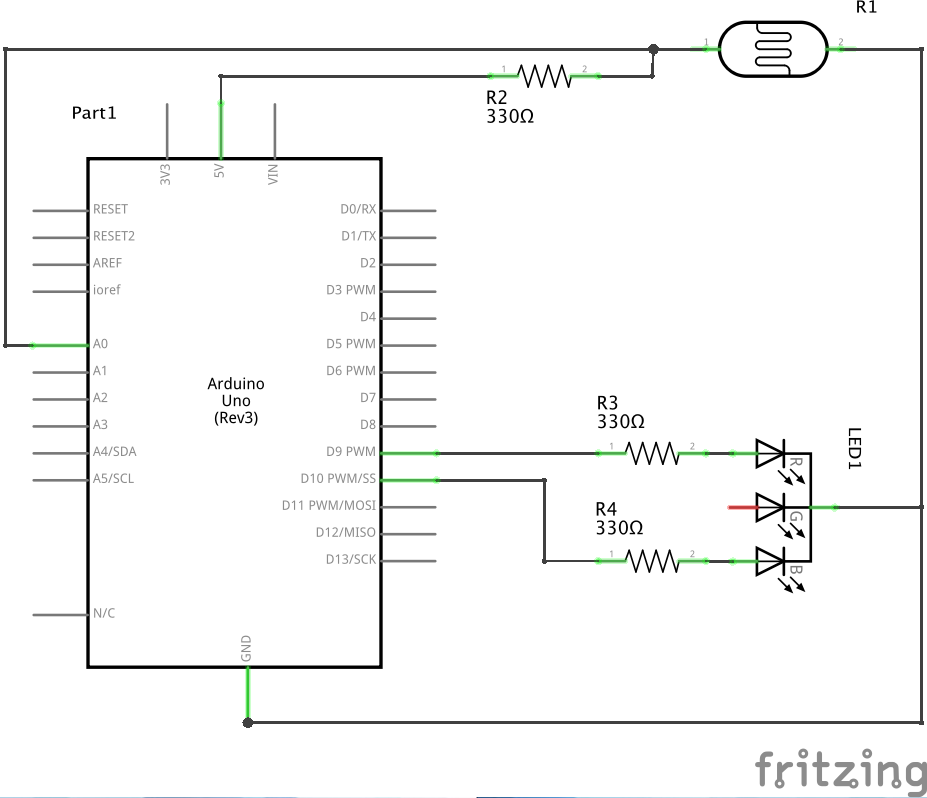 R1
1
2
1
2
R2
330Ω
Part1
3V3
5V
VIN
RESET
D0/RX
RESET2
D1/TX
AREF
D2
ioref
D3 PWM
D4
A0
D5 PWM
A1
D6 PWM
A2
D7
A3
D8
A4/SDA
D9 PWM
A5/SCL
D10 PWM/SS
D11 PWM/MOSI
D12/MISO
D13/SCK
N/C
GND
Arduino
Uno
(Rev3)
R3
330Ω
1
2
R4
330Ω
1
2
R
G
B
LED1
fritzing